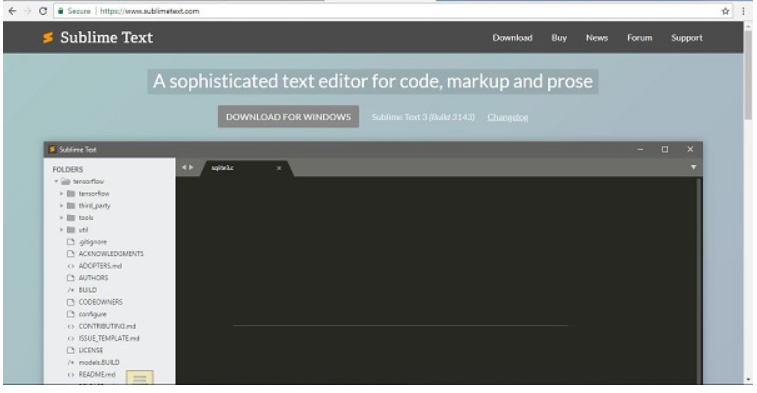 Secure | https://www.sublimetext.com
Sublime Text
Download Buy News Forum Support
A sophisticated text editor for code, markup and prose
DOWNLOAD FOR WINDOWS Sublime Text 3 (Build 3143) Changelog
Sublime Text
FOLDERS
sqlite3.c
tensorflow
tensorflow
third_party
tools
util
.gitignore
ACKNOWLEDGMENTS
ADOPTERS.md
AUTHORS
BUILD
CODEOWNERS
configure
CONTRIBUTING.md
ISSUE_TEMPLATE.md
LICENSE
models.BUILD
README.md